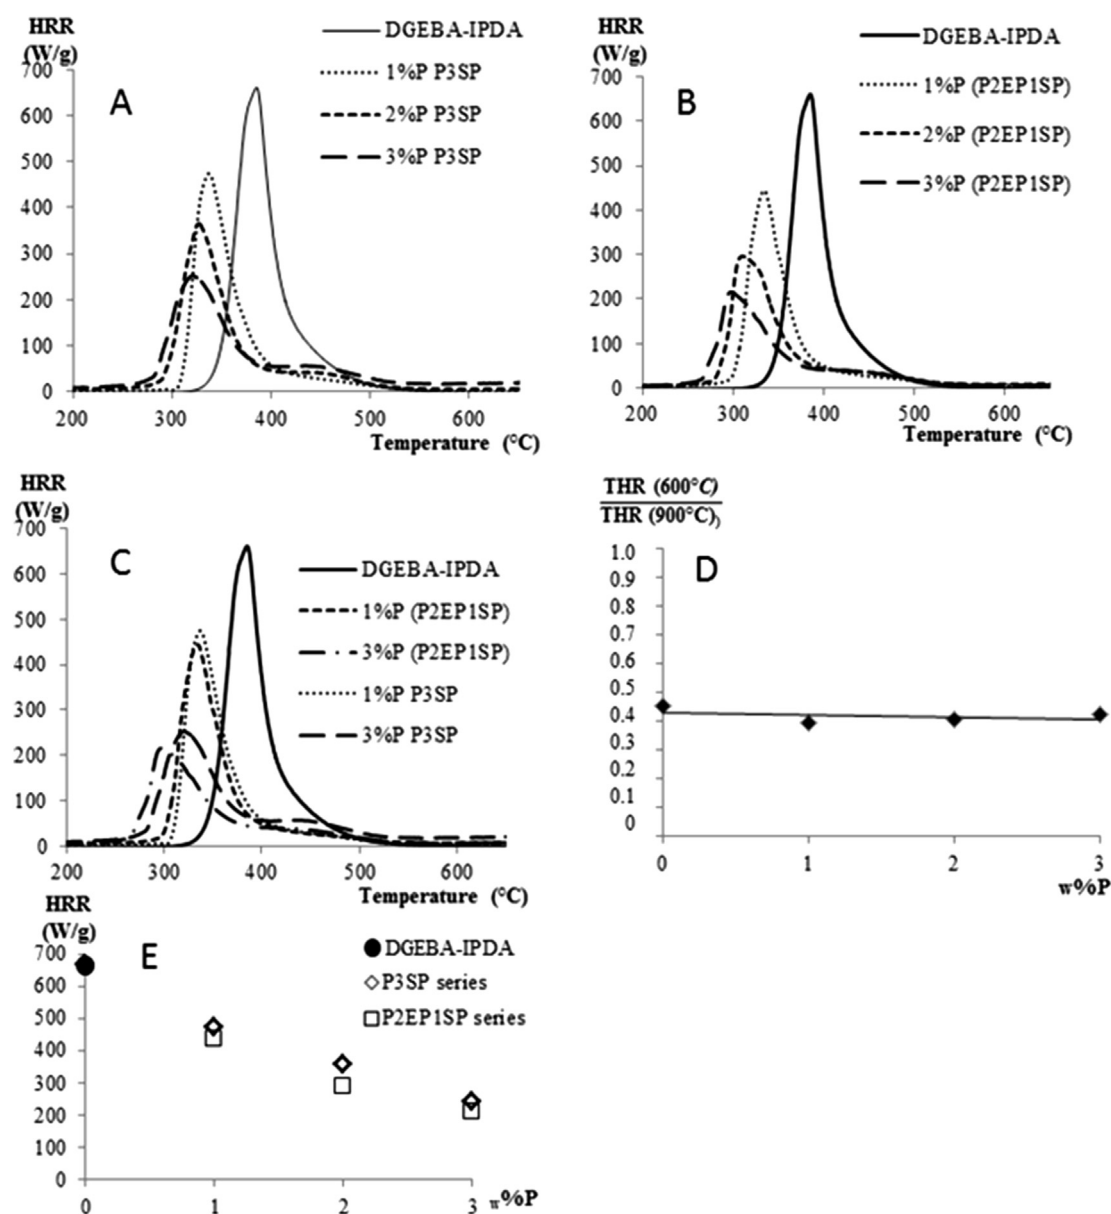 HRR
(W/g)
700
600
500
400
300
200
100
0
200 300 400 500 600
Temperature (°C)
A
DGEBA-IPDA
1%P P3SP
2%P P3SP
3%P P3SP
HRR
(W/g)
700
600
500
400
300
200
100
0
200 300 400 500 600
Temperature (°C)
B
DGEBA-IPDA
1%P (P2EP1SP)
2%P (P2EP1SP)
3%P (P2EP1SP)
HRR
(W/g)
700
600
500
400
300
200
100
0
200 300 400 500 600
Temperature (°C)
C
DGEBA-IPDA
1%P (P2EP1SP)
3%P (P2EP1SP)
1%P P3SP
3%P P3SP
THR (600°C)
THR (900°C))
1.0
0.9
0.8
0.7
0.6
0.5
0.4
0.3
0.2
0.1
0
0 1 2 3
w%P
D
HRR
(W/g)
700
600
500
400
300
200
100
0
0 1 2 3 w%P
E
DGEBA-IPDA
P3SP series
P2EP1SP series